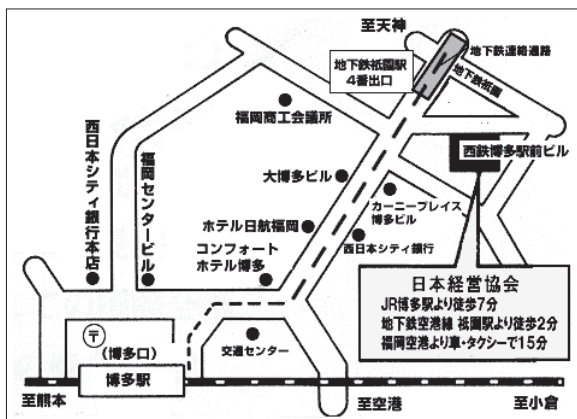 至天神
地下鉄連絡通路
地下鉄祇園駅
4番出口
地下鉄祇園
福岡商工会議所
西鉄博多駅前ビル
大博多ビル
カーニープレイス
博多ビル
西日本シティ銀行本店
福岡センタービル
ホテル日航福岡
西日本シティ銀行
コンフォート
ホテル博多
日本経営協会
JR博多駅より徒歩7分
地下鉄空港線 祇園駅より徒歩2分
福岡空港より車・タクシーで15分
〒
(博多口)
交通センター
博多駅
至熊本
至空港
至小倉